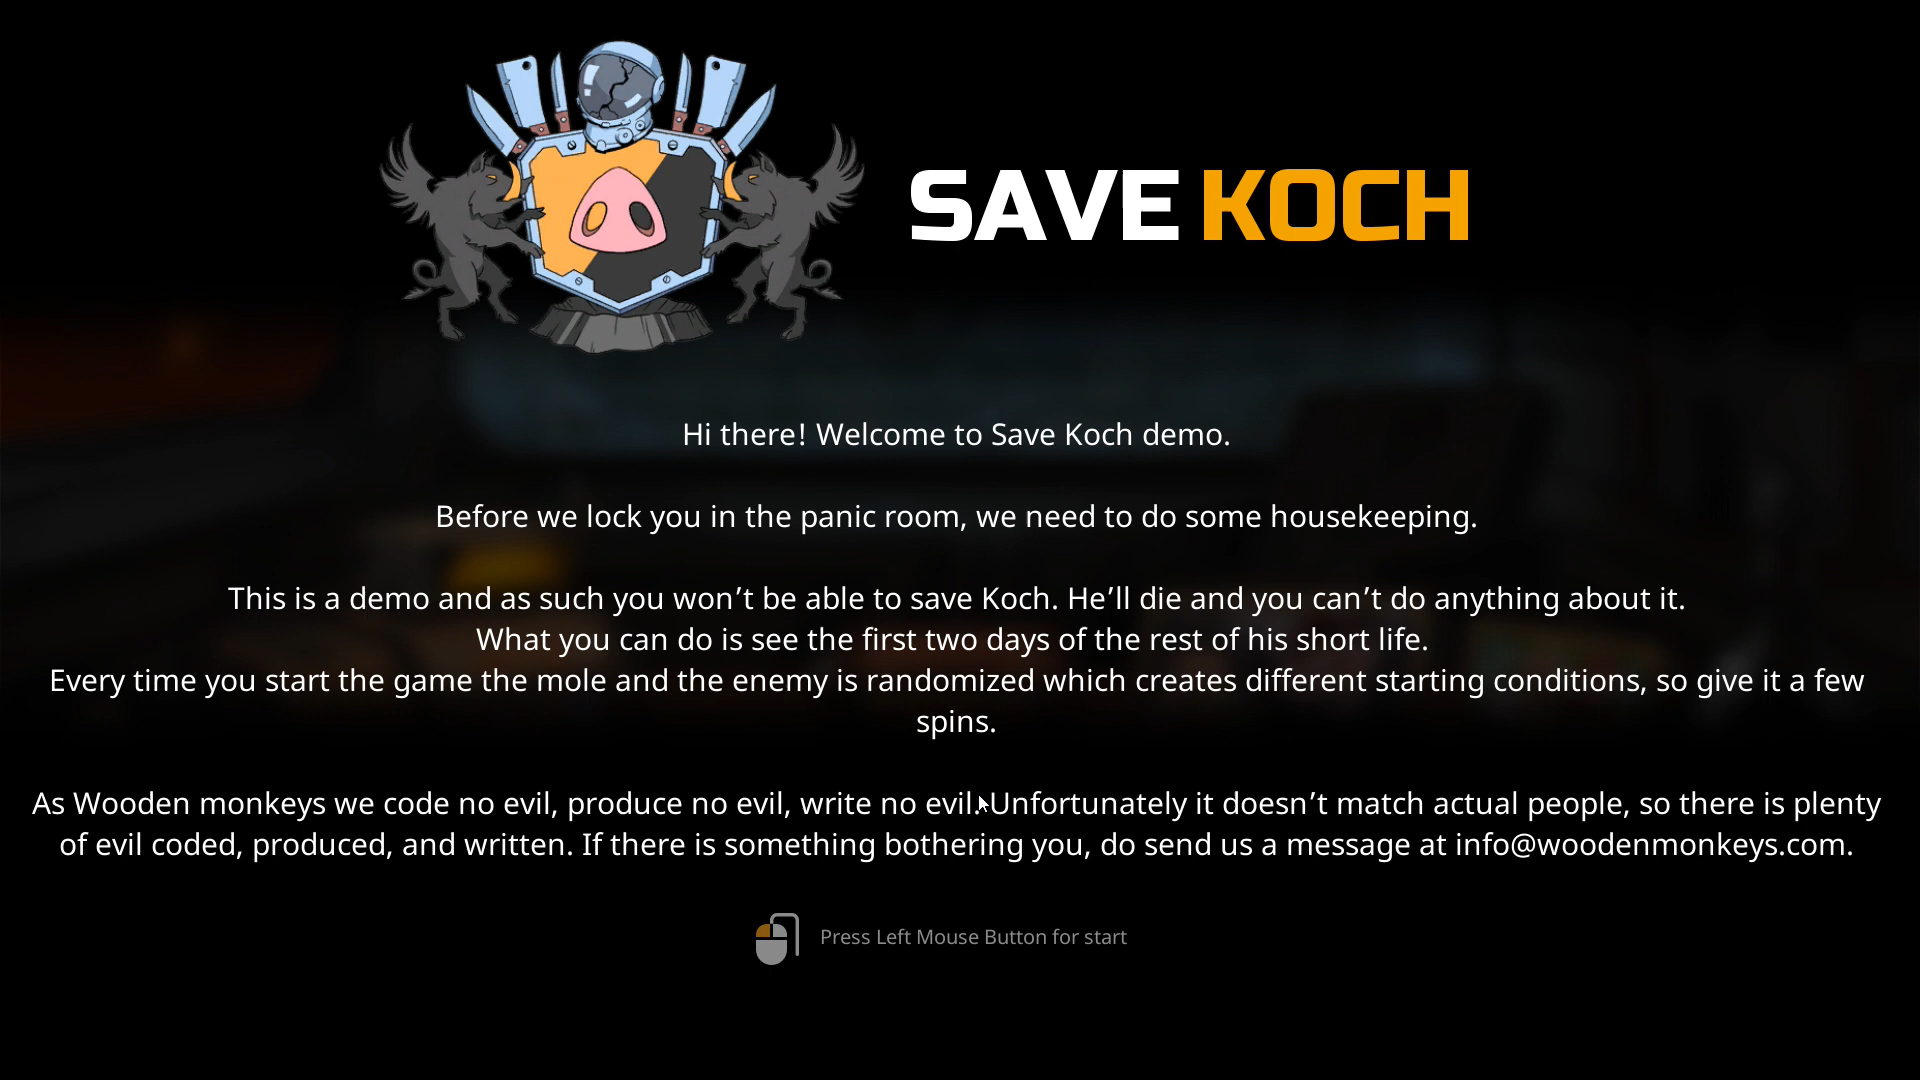 SAVE KOCH
Hi there! Welcome to Save Koch demo.
Before we lock you in the panic room, we need to do some housekeeping.
This is a demo and as such you won’t be able to save Koch. He’ll die and you can’t do anything about it.
What you can do is see the first two days of the rest of his short life.
Every time you start the game the mole and the enemy is randomized which creates different starting conditions, so give it a few
spins.
As Wooden monkeys we code no evil, produce no evil, write no evil. Unfortunately it doesn’t match actual people, so there is plenty
of evil coded, produced, and written. If there is something bothering you, do send us a message at info@woodenmonkeys.com.
Press Left Mouse Button for start